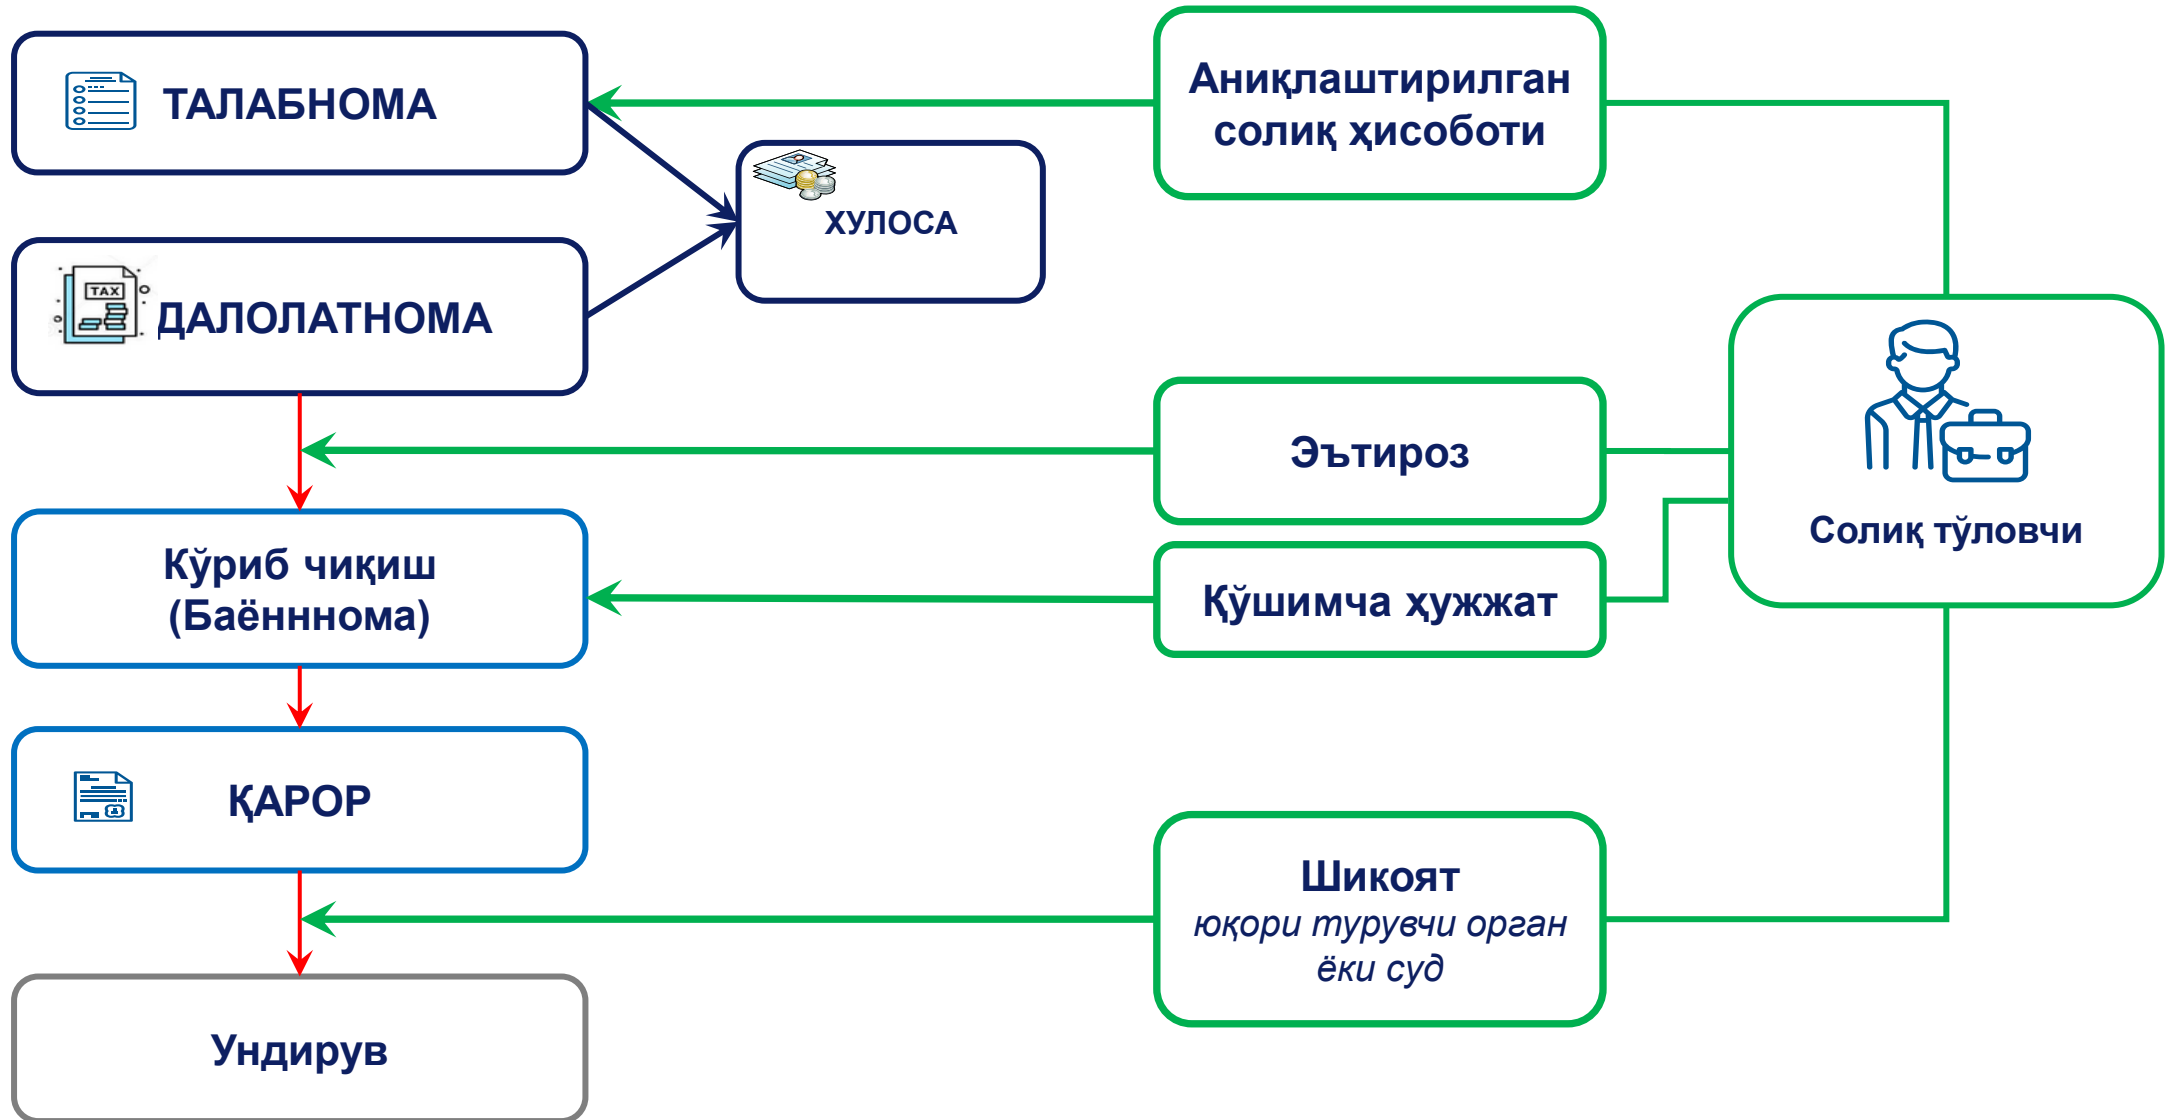 ТАЛАБНОМА
Аниқлаштирилган
солиқ ҳисоботи
ХУЛОСА
TAX
ДАЛОЛАТНОМА
Эътироз
Солиқ тўловчи
Кўриб чиқиш
(Баённнома)
Қўшимча ҳужжат
ҚАРОР
Шикоят
юқори турувчи орган
ёки суд
Ундирув